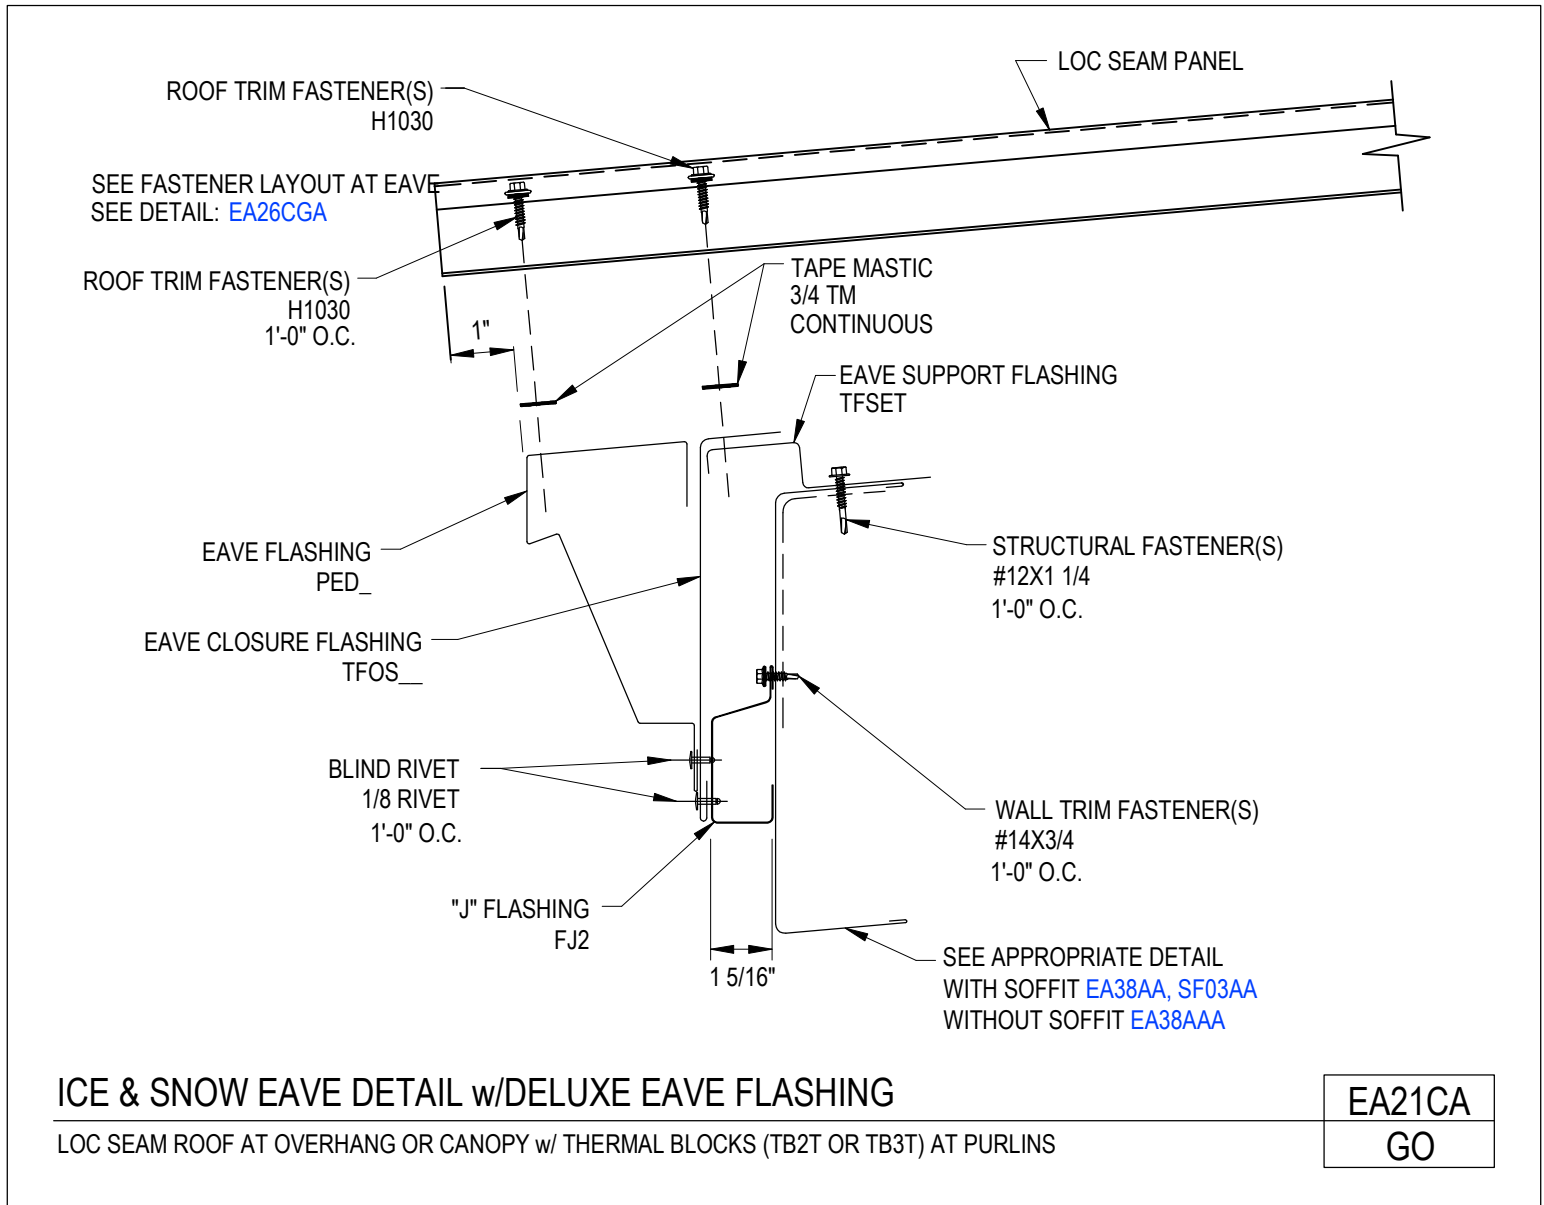 LOC SEAM PANEL
ROOF TRIM FASTENER(S)
H1030
SEE FASTENER LAYOUT AT EAVE
SEE DETAIL: EA26CGA
ROOF TRIM FASTENER(S)
H1030
1'-0" O.C.
1"
TAPE MASTIC
3/4 TM
CONTINUOUS
EAVE SUPPORT FLASHING
TFSET
EAVE FLASHING
PED_
STRUCTURAL FASTENER(S)
#12X1 1/4
1'-0" O.C.
EAVE CLOSURE FLASHING
TFOS__
BLIND RIVET
1/8 RIVET
1'-0" O.C.
WALL TRIM FASTENER(S)
#14X3/4
1'-0" O.C.
"J" FLASHING
FJ2
1 5/16"
SEE APPROPRIATE DETAIL
WITH SOFFIT EA38AA, SF03AA
WITHOUT SOFFIT EA38AAA
ICE & SNOW EAVE DETAIL w/DELUXE EAVE FLASHING
LOC SEAM ROOF AT OVERHANG OR CANOPY w/ THERMAL BLOCKS (TB2T OR TB3T) AT PURLINS
EA21CA
GO